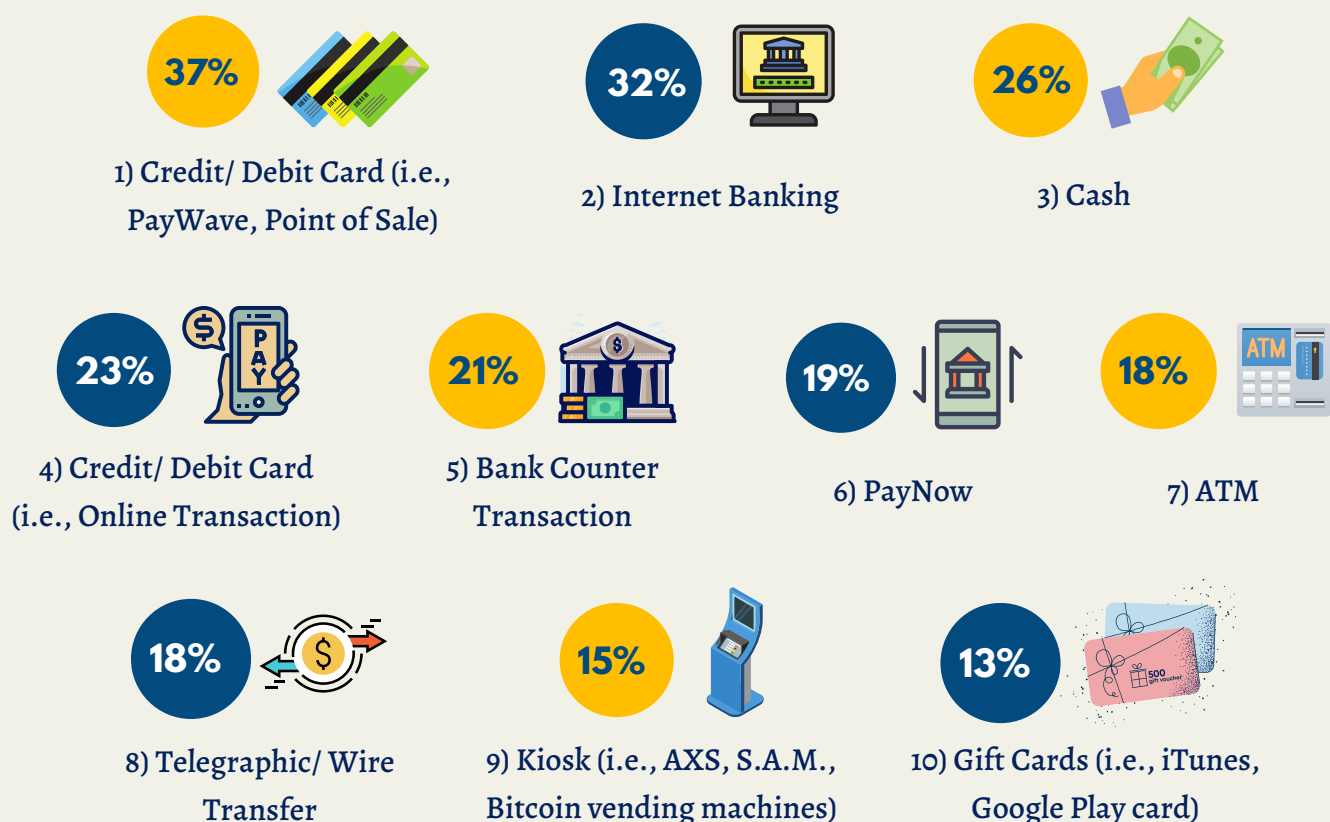 37%
32%
26%
1) Credit/ Debit Card (i.e.,
PayWave, Point of Sale)
2) Internet Banking
3) Cash
23%
$
PAY
21%
$
19%
18%
ATM
4) Credit/ Debit Card
(i.e., Online Transaction)
5) Bank Counter
Transaction
6) PayNow
7) ATM
18%
$
15%
13%
500
gift voucher
8) Telegraphic/ Wire
Transfer
9) Kiosk (i.e., AXS, S.A.M.,
Bitcoin vending machines)
10) Gift Cards (i.e., iTunes,
Google Play card)